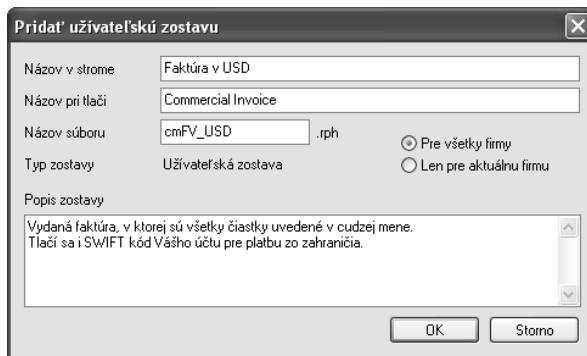 Pridať užívateľskú zostavu
Názov v strome Faktúra v USD
Názov pri tlači Commercial Invoice
Názov súboru cmFV_USD .rph
Pre všetky firmy
Typ zostavy Užívateľská zostava
Len pre aktuálnu firmu
Popis zostavy
Vydaná faktúra, v ktorej sú všetky čiastky uvedené v cudzej mene.
Tlačí sa i SWIFT kód Vášho účtu pre platbu zo zahraničia.
OK Storno